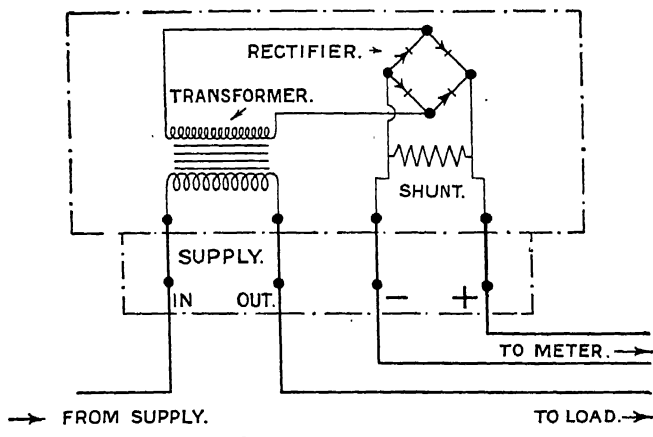 RECTIFIER.
TRANSFORMER.
SHUNT.
SUPPLY.
IN OUT. − +
TO METER.
FROM SUPPLY. TO LOAD.